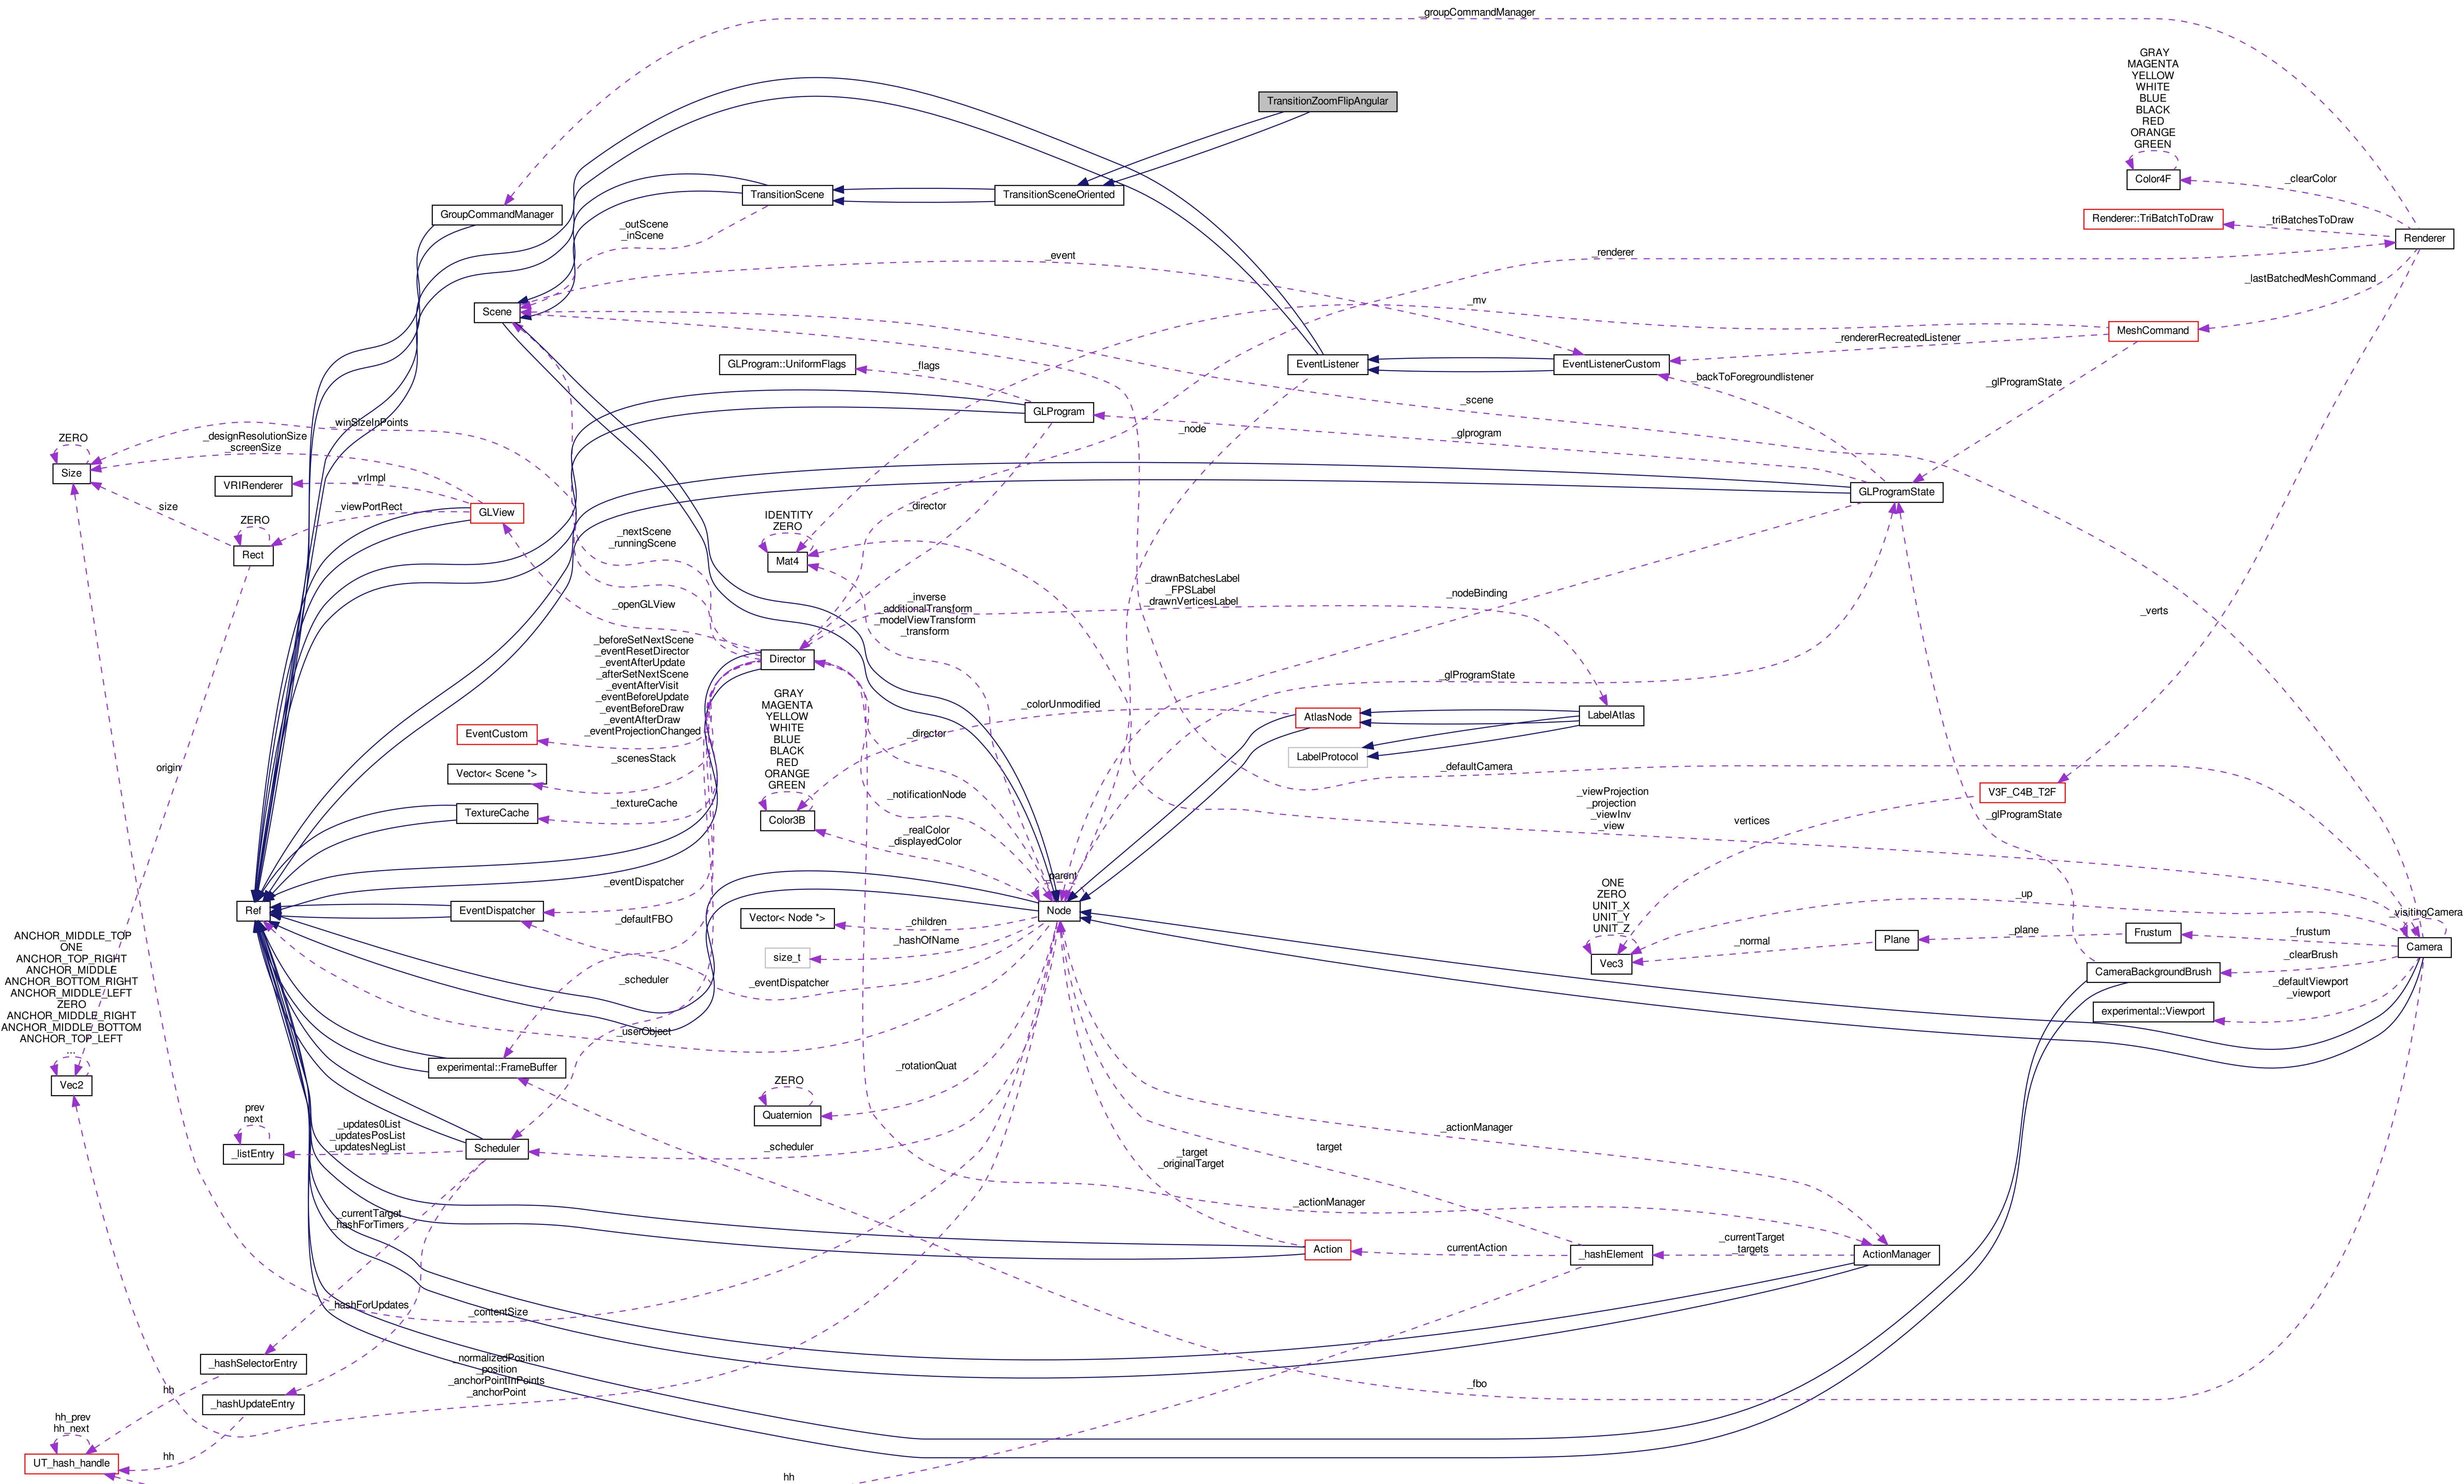 _groupCommandManager
GRAY
MAGENTA
YELLOW
WHITE
BLUE
BLACK
RED
ORANGE
GREEN
TransitionZoomFlipAngular
Color4F
_clearColor
TransitionScene
TransitionSceneOriented
GroupCommandManager
_outScene
_inScene
Renderer::TriBatchToDraw
_triBatchesToDraw
Renderer
_event
_renderer
_lastBatchedMeshCommand
Scene
_mv
MeshCommand
_rendererRecreatedListener
GLProgram::UniformFlags
_flags
EventListener
EventListenerCustom
_backToForegroundlistener
_glProgramState
_scene
GLProgram
_winSizeInPoints
_designResolutionSize
_screenSize
_node
_glprogram
ZERO
Size
VRIRenderer
_vrImpl
GLProgramState
size
_viewPortRect
GLView
_director
ZERO
Rect
IDENTITY
ZERO
Mat4
_nextScene
_runningScene
_drawnBatchesLabel
_FPSLabel
_drawnVerticesLabel
_inverse
_additionalTransform
_modelViewTransform
_transform
_nodeBinding
_openGLView
_verts
_beforeSetNextScene
_eventResetDirector
_eventAfterUpdate
_afterSetNextScene
_eventAfterVisit
_eventBeforeUpdate
_eventBeforeDraw
_eventAfterDraw
_eventProjectionChanged
Director
_glProgramState
GRAY
MAGENTA
YELLOW
WHITE
BLUE
BLACK
RED
ORANGE
GREEN
_colorUnmodified
AtlasNode
LabelAtlas
EventCustom
_director
LabelProtocol
origin
_scenesStack
Vector< Scene *>
_defaultCamera
_notificationNode
_viewProjection
_projection
_viewInv
_view
V3F_C4B_T2F
_textureCache
TextureCache
Color3B
vertices
_glProgramState
_realColor
_displayedColor
_parent
_eventDispatcher
ONE
ZERO
UNIT_X
UNIT_Y
UNIT_Z
_up
Ref
EventDispatcher
_defaultFBO
Vector< Node *>
_children
Node
_visitingCamera
ANCHOR_MIDDLE_TOP
ONE
ANCHOR_TOP_RIGHT
ANCHOR_MIDDLE
ANCHOR_BOTTOM_RIGHT
ANCHOR_MIDDLE_LEFT
ZERO
ANCHOR_MIDDLE_RIGHT
ANCHOR_MIDDLE_BOTTOM
ANCHOR_TOP_LEFT
...
_hashOfName
size_t
_normal
Plane
_plane
Frustum
_frustum
Camera
Vec3
_clearBrush
CameraBackgroundBrush
_scheduler
_eventDispatcher
_defaultViewport
_viewport
experimental::Viewport
_userObject
experimental::FrameBuffer
_rotationQuat
Vec2
ZERO
Quaternion
prev
next
_listEntry
_updates0List
_updatesPosList
_updatesNegList
Scheduler
_scheduler
_actionManager
_target
_originalTarget
target
_actionManager
_currentTarget
_hashForTimers
Action
currentAction
_hashElement
_currentTarget
_targets
ActionManager
_hashForUpdates
_contentSize
_hashSelectorEntry
_normalizedPosition
_position
_anchorPointInPoints
_anchorPoint
_fbo
hh
_hashUpdateEntry
hh_prev
hh_next
UT_hash_handle
hh
hh